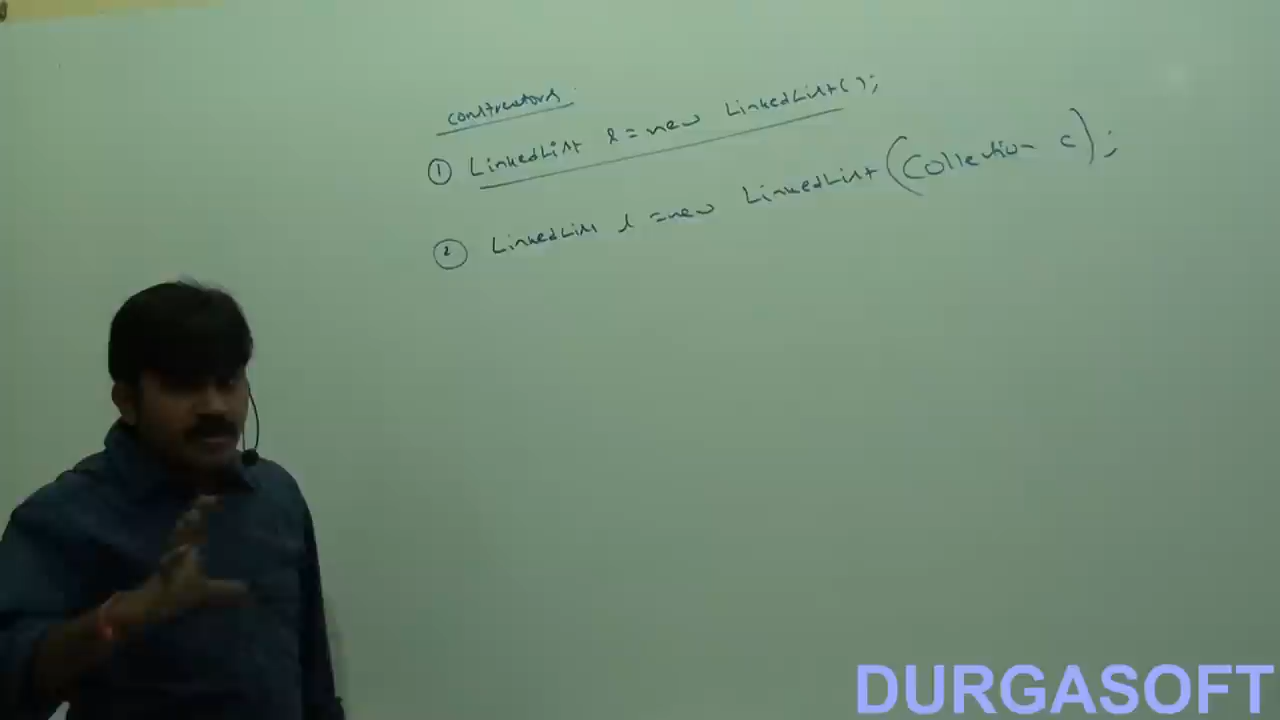 constructors
① LinkedList l = new LinkedList();
② LinkedList l = new LinkedList(Collection c);
DURGASOFT